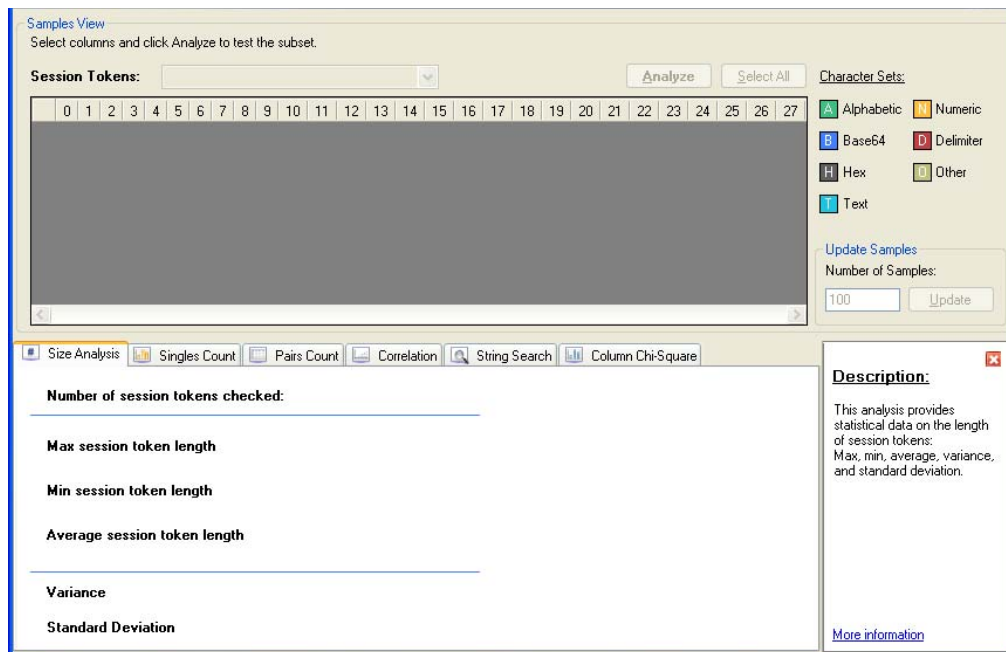 Samples View
Select columns and click Analyze to test the subset.
Session Tokens:
Analyze
Select All
Character Sets:
0 1 2 3 4 5 6 7 8 9 10 11 12 13 14 15 16 17 18 19 20 21 22 23 24 25 26 27
A Alphabetic N Numeric
B Base64 D Delimiter
H Hex O Other
T Text
Update Samples
Number of Samples:
100 Update
Size Analysis Singles Count Pairs Count Correlation String Search Column Chi-Square
Number of session tokens checked:
Max session token length
Min session token length
Average session token length
Variance
Standard Deviation
Description:
This analysis provides
statistical data on the length
of session tokens:
Max, min, average, variance,
and standard deviation.
More information